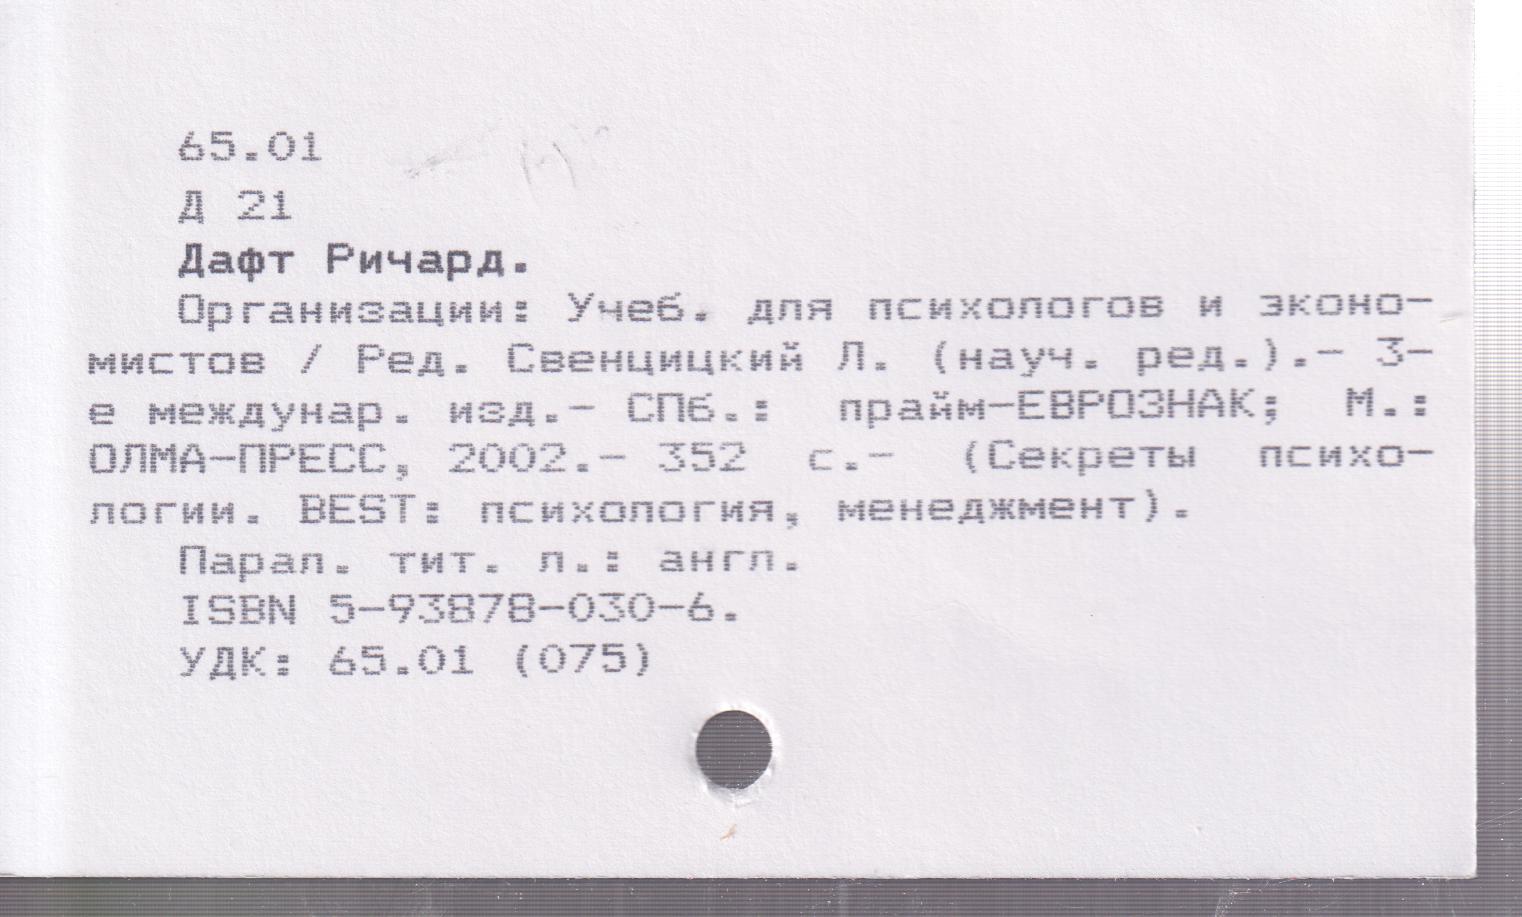 65.01
Д 21
Дафт Ричард.
Организации: Учеб. для психологов и эконо-
мистов / Ред. Свенцицкий Л. (науч. ред.).- 3-
е междунар. изд.- СПб.: прайм-ЕВРОЗНАК; М.:
ОЛМА-ПРЕСС, 2002.- 352 с.- (Секреты психо-
логии. BEST: психология, менеджмент).
Парал. тит. л.: англ.
ISBN 5-93878-030-6.
УДК: 65.01 (075)